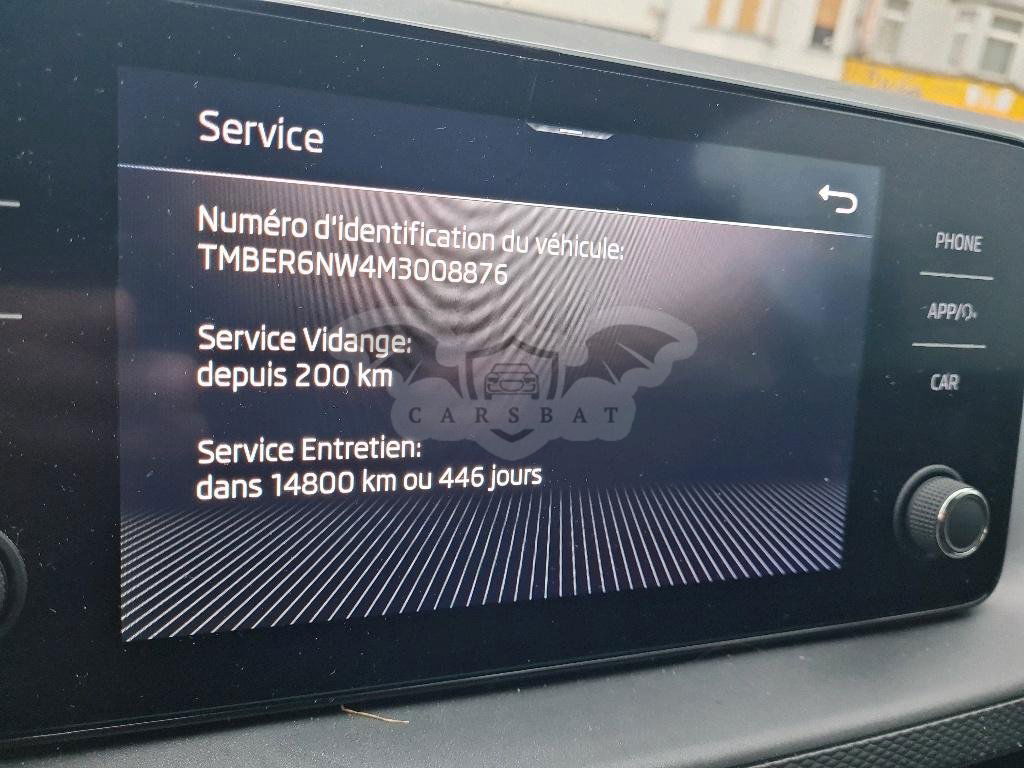 Service
Numéro d'identification du véhicule:
TMBER6NW4M3008876
Service Vidange:
depuis 200 km
Service Entretien:
dans 14800 km ou 446 jours
PHONE
APP/
CAR
CARSBAT